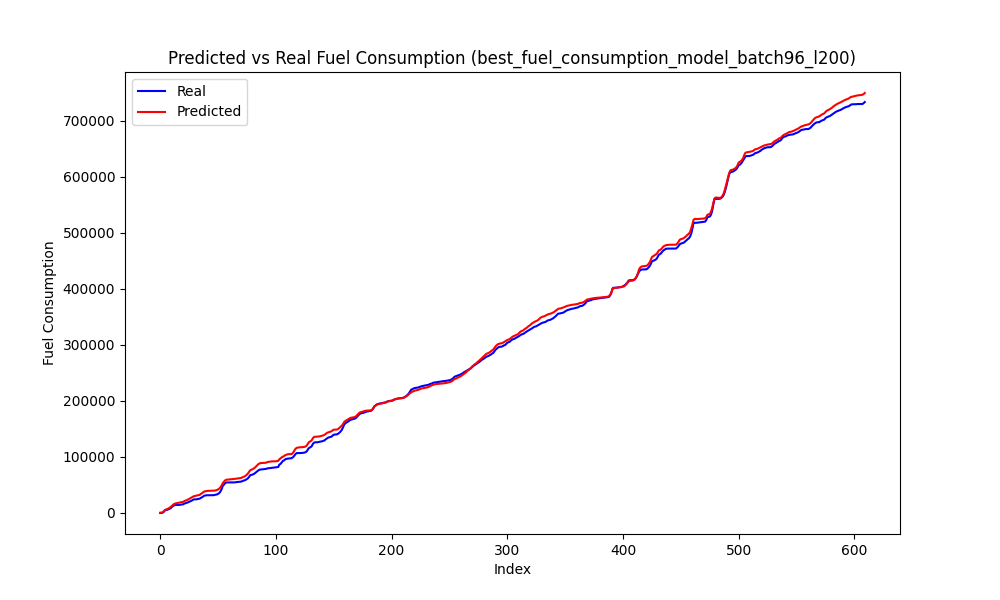 Predicted vs Real Fuel Consumption (best_fuel_consumption_model_batch96_l200)
Real
Predicted
700000
600000
500000
400000
300000
200000
100000
0
Fuel Consumption
0 100 200 300 400 500 600
Index